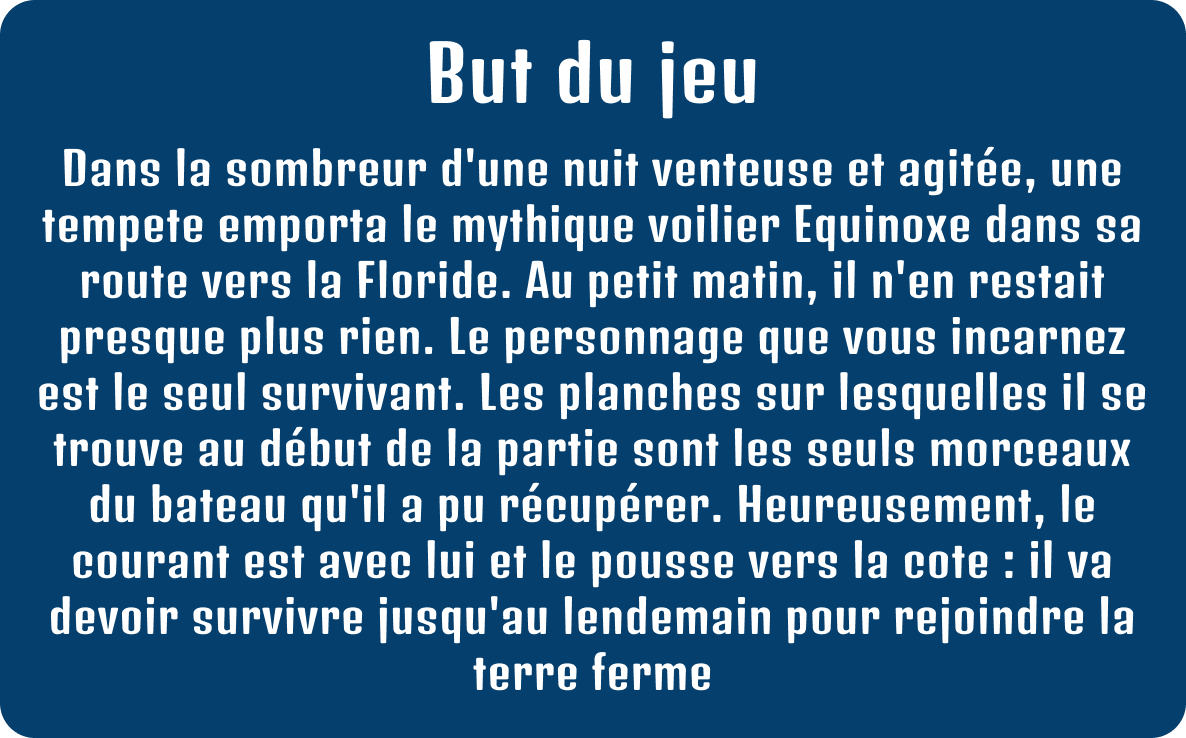 But du jeu
Dans la sombreur d'une nuit venteuse et agitée, une
tempete emporta le mythique voilier Equinoxe dans sa
route vers la Floride. Au petit matin, il n'en restait
presque plus rien. Le personnage que vous incarnez
est le seul survivant. Les planches sur lesquelles il se
trouve au début de la partie sont les seuls morceaux
du bateau qu'il a pu récupérer. Heureusement, le
courant est avec lui et le pousse vers la cote : il va
devoir survivre jusqu'au lendemain pour rejoindre la
terre ferme